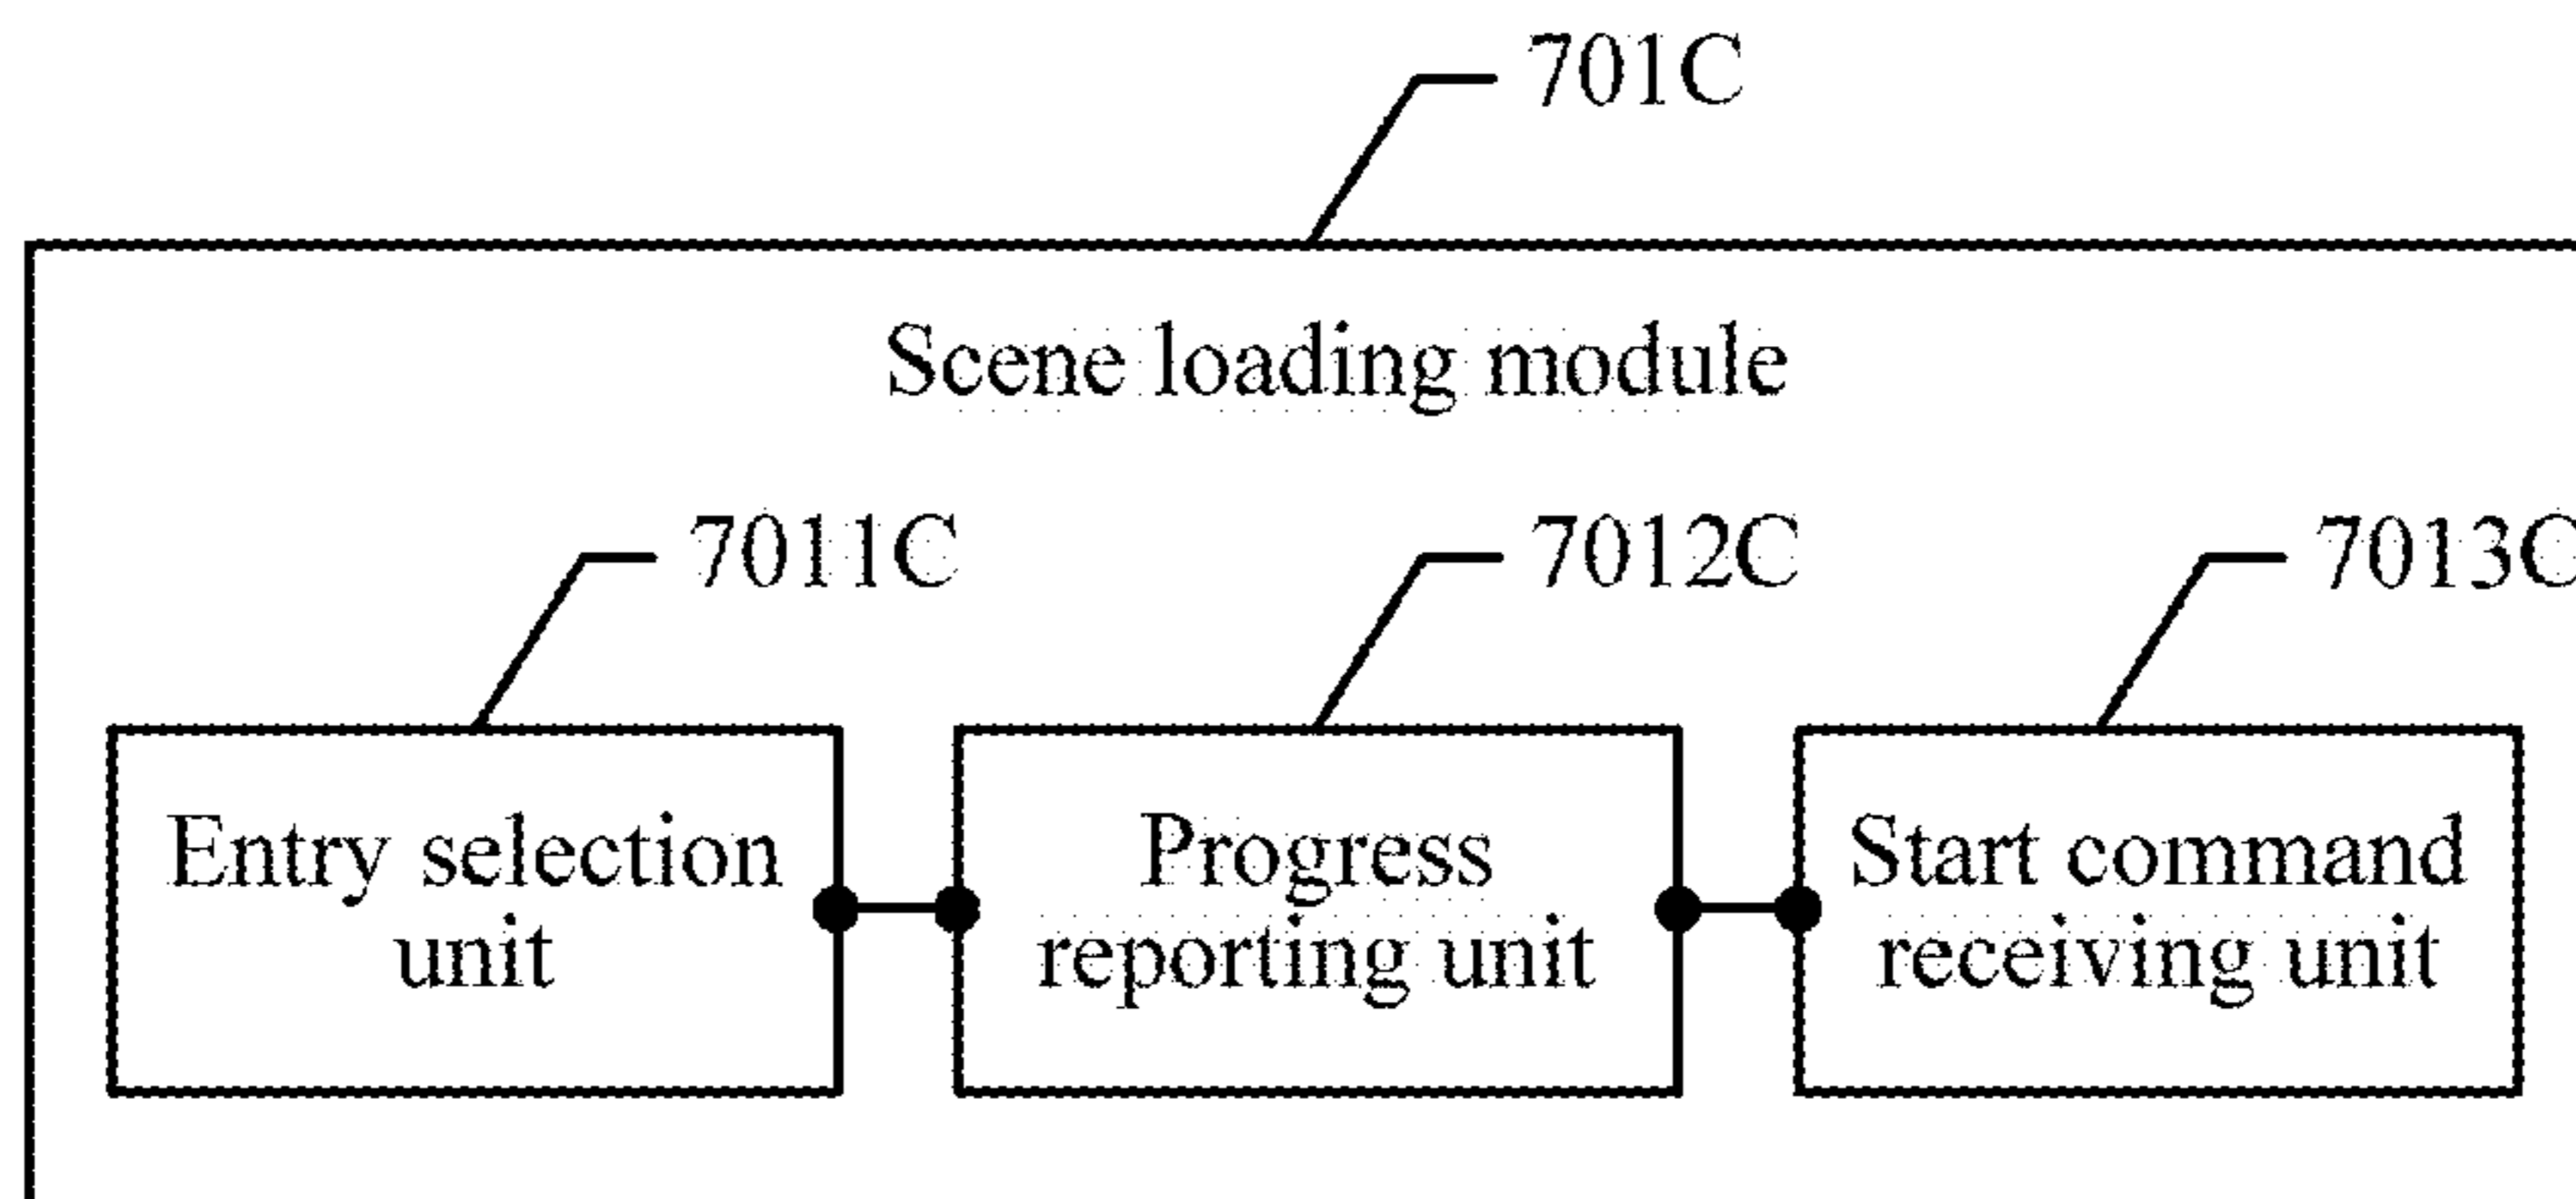 701C
Scene loading module
7011C
7012C
7013C
Entry selection
unit
Progress
reporting unit
Start command
receiving unit